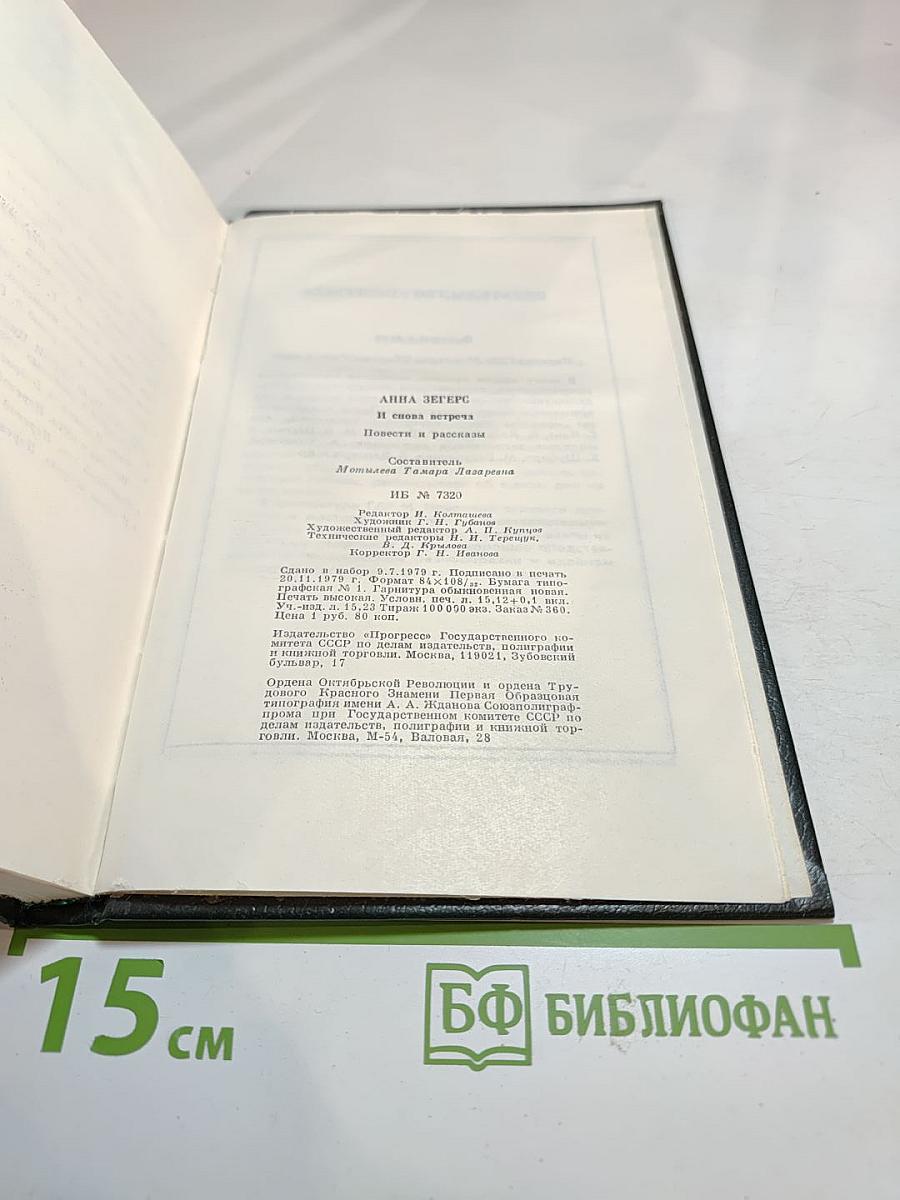 АННА ЗЕГЕРС
И снова встреча
Повести и рассказы
Составитель
Мотылева Тамара Лазаревна
ИБ № 7320
Редактор И. Колташева
Художник Г. Н. Губанов
Художественный редактор А. П. Купцов
Технические редакторы Н. И. Терещук,
В. Д. Крылова
Корректор Г. Н. Иванова
Сдано в набор 9.7.1979 г. Подписано в печать
20.11.1979 г. Формат 84×108/32. Бумага типо-
графская № 1. Гарнитура обыкновенная новая.
Печать высокая. Условн. печ. л. 15,12+0,1 вкл.
Уч.-изд. л. 15,23 Тираж 100 000 экз. Заказ № 360.
Цена 1 руб. 80 коп.
Издательство «Прогресс» Государственного ко-
митета СССР по делам издательств, полиграфии
и книжной торговли. Москва, 119021, Зубовский
бульвар, 17
Ордена Октябрьской Революции и ордена Тру-
дового Красного Знамени Первая Образцовая
типография имени А. А. Жданова Союзполиграф-
прома при Государственном комитете СССР по
делам издательств, полиграфии и книжной тор-
говли. Москва, М-54, Валовая, 28
15 см
БФ БИБЛИОФАН